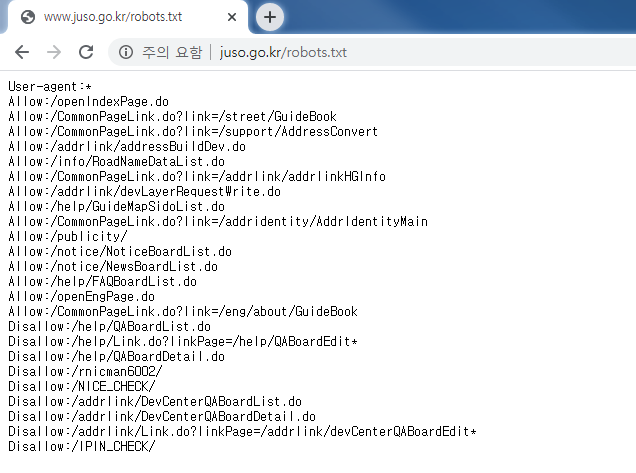 www.juso.go.kr/robots.txt
주의 요함 juso.go.kr/robots.txt
User-agent:*
Allow:/openIndexPage.do
Allow:/CommonPageLink.do?link=/street/GuideBook
Allow:/CommonPageLink.do?link=/support/AddressConvert
Allow:/addrlink/addressBuildDev.do
Allow:/info/RoadNameDataList.do
Allow:/CommonPageLink.do?link=/addrlink/addrlinkHGInfo
Allow:/addrlink/devLayerRequestWrite.do
Allow:/help/GuideMapSidoList.do
Allow:/CommonPageLink.do?link=/addridentity/AddrIdentityMain
Allow:/publicity/
Allow:/notice/NoticeBoardList.do
Allow:/notice/NewsBoardList.do
Allow:/help/FAQBoardList.do
Allow:/openEngPage.do
Allow:/CommonPageLink.do?link=/eng/about/GuideBook
Disallow:/help/QABoardList.do
Disallow:/help/Link.do?linkPage=/help/QABoardEdit*
Disallow:/help/QABoardDetail.do
Disallow:/rnicman6002/
Disallow:/NICE_CHECK/
Disallow:/addrlink/DevCenterQABoardList.do
Disallow:/addrlink/DevCenterQABoardDetail.do
Disallow:/addrlink/Link.do?linkPage=/addrlink/devCenterQABoardEdit*
Disallow:/IPIN_CHECK/